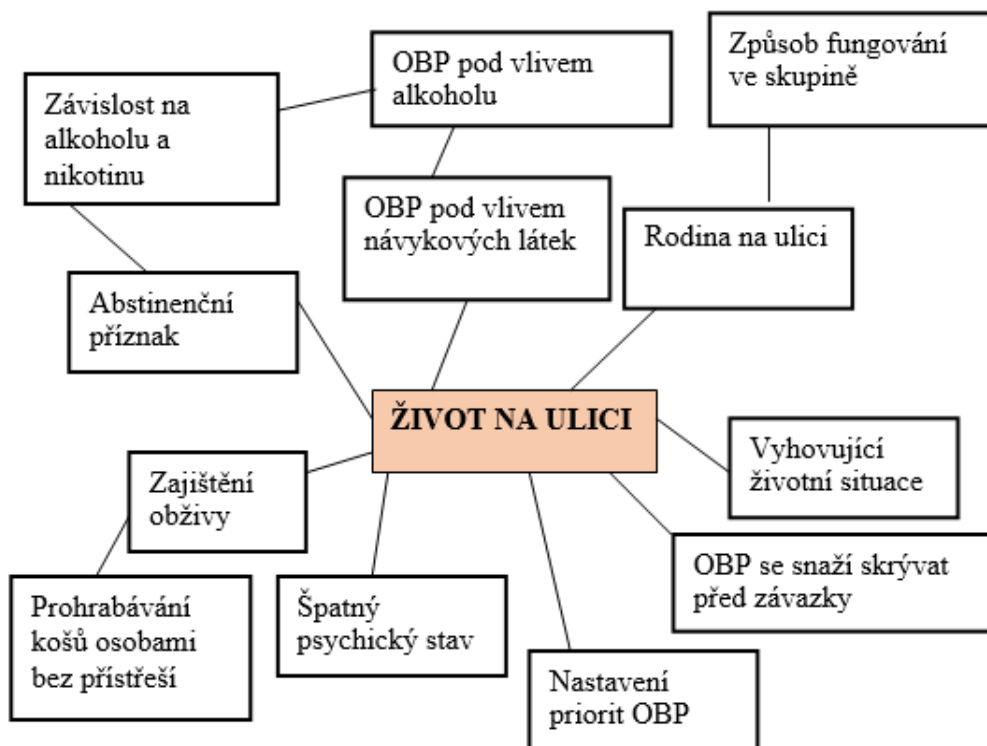 OBP pod vlivem
alkoholu
Způsob fungování
ve skupině
Závislost na
alkoholu a
nikotinu
OBP pod vlivem
návykových látek
Rodina na ulici
Abstinenční
příznak
ŽIVOT NA ULICI
Vyhovující
životní situace
Zajištění
obživy
OBP se snaží skrývat
před závazky
Prohrabávání
košů osobami
bez přístřeší
Špatný
psychický stav
Nastavení
priorit OBP